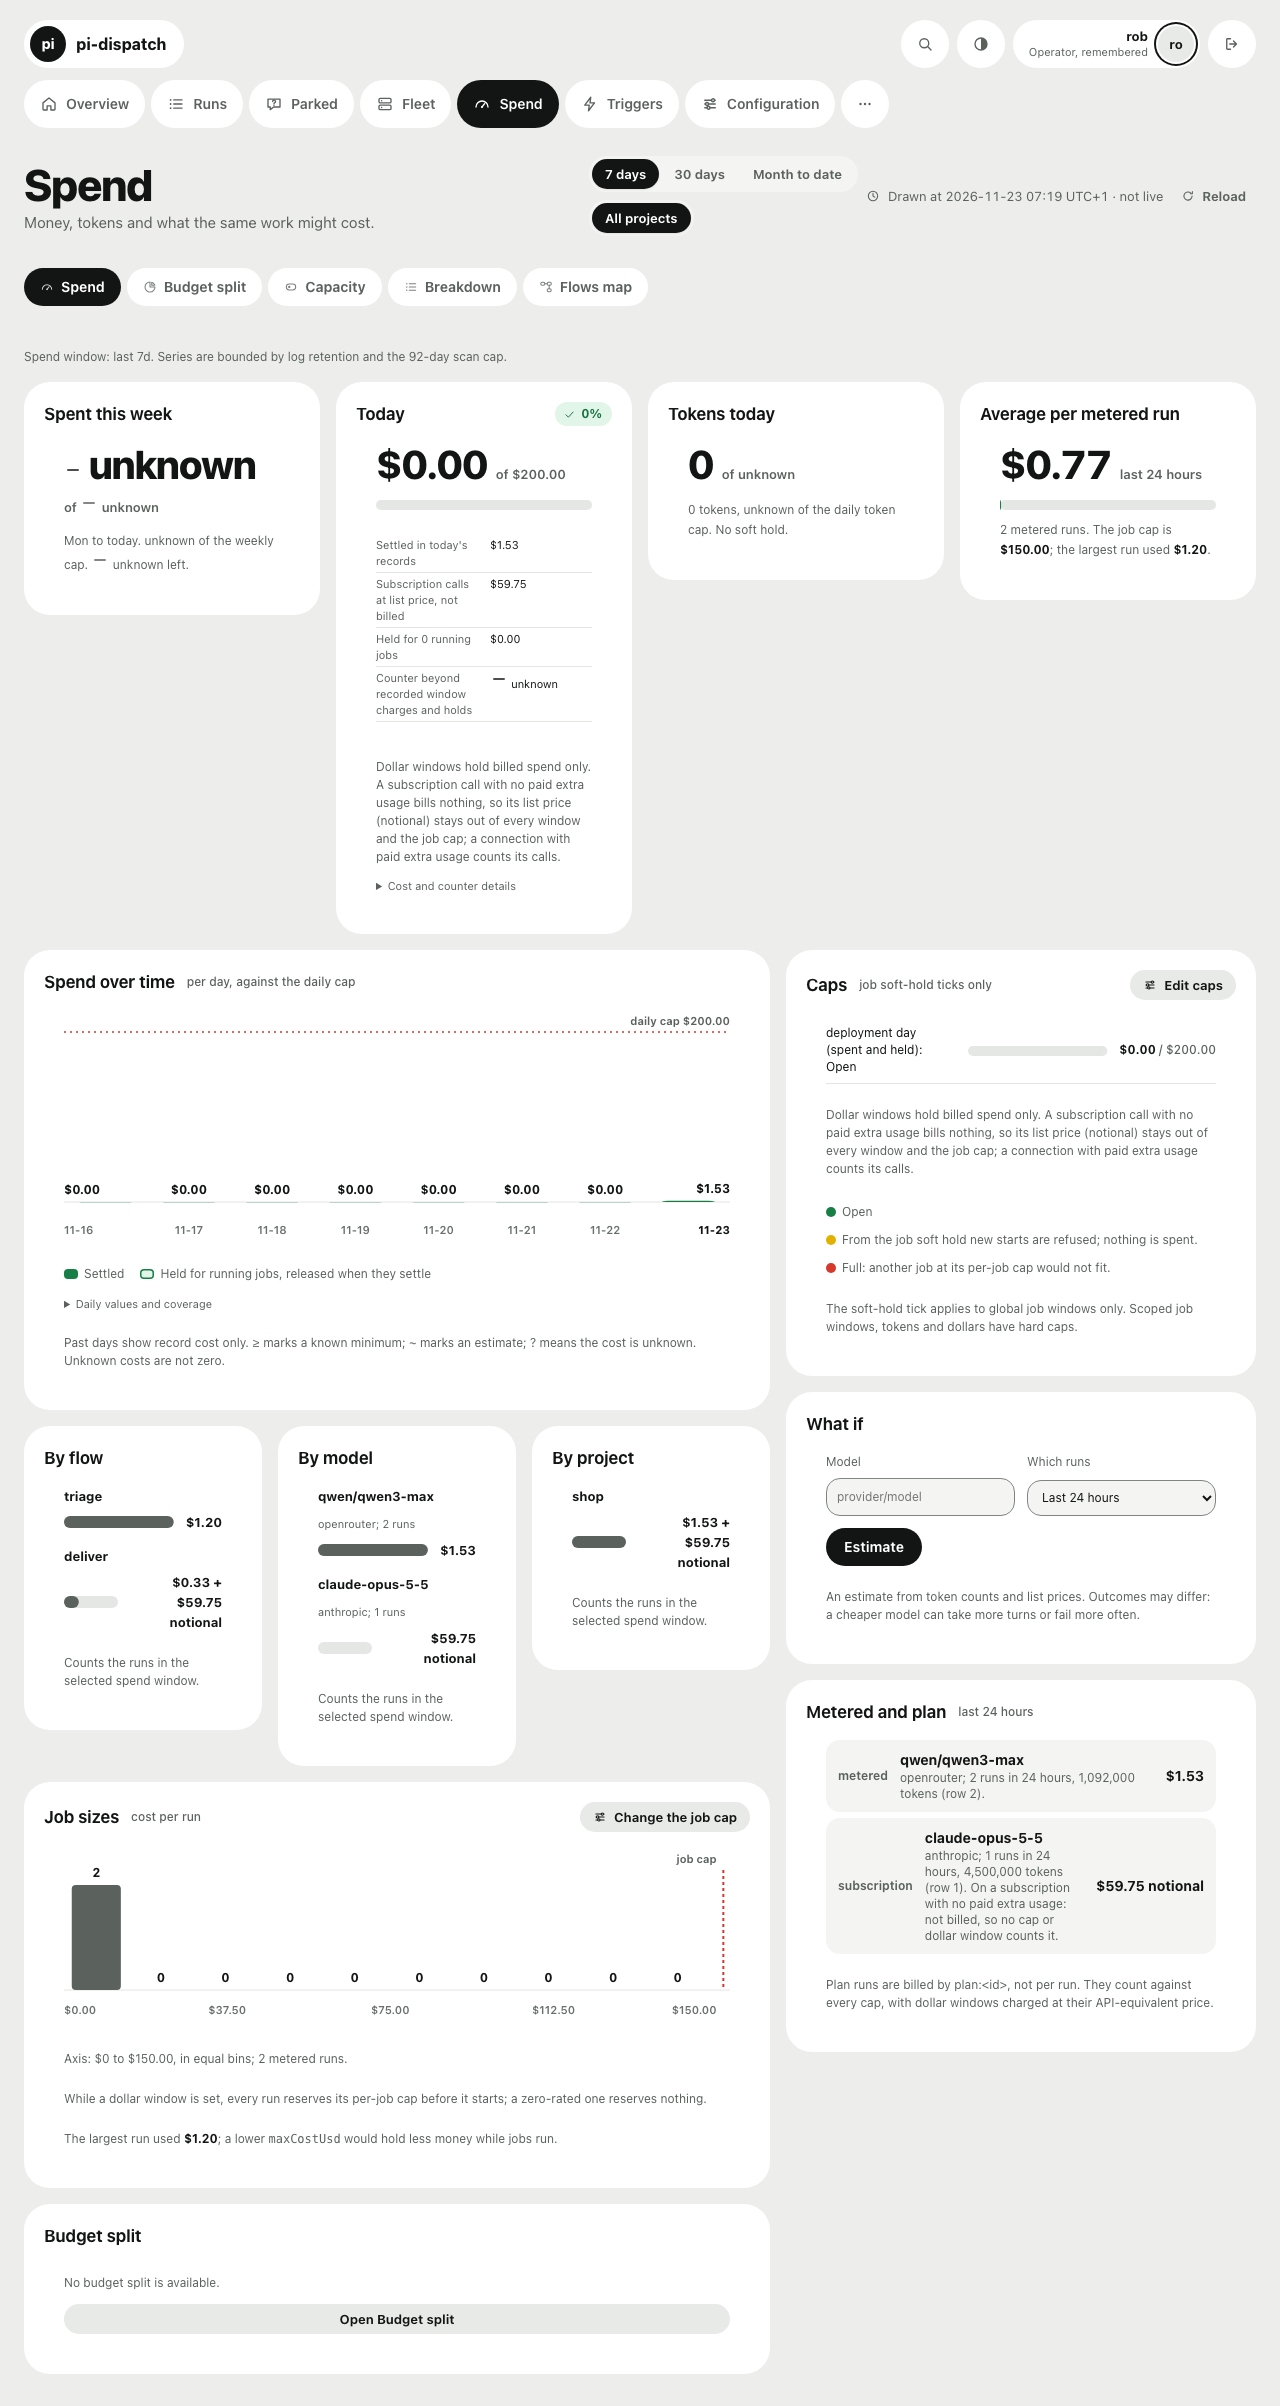 pi pi-dispatch
rob
Operator, remembered
ro
Overview Runs Parked Fleet Spend Triggers Configuration ...
Spend
Money, tokens and what the same work might cost.
7 days 30 days Month to date
All projects
Drawn at 2026-11-23 07:19 UTC+1 · not live Reload
Spend Budget split Capacity Breakdown Flows map
Spend window: last 7d. Series are bounded by log retention and the 92-day scan cap.
Spent this week
— unknown
of — unknown
Mon to today. unknown of the weekly
cap. — unknown left.
Today
0%
$0.00 of $200.00
Settled in today's
records
$1.53
Subscription calls
at list price, not
billed
$59.75
Held for 0 running
jobs
$0.00
Counter beyond
recorded window
charges and holds
— unknown
Dollar windows hold billed spend only.
A subscription call with no paid extra
usage bills nothing, so its list price
(notional) stays out of every window
and the job cap; a connection with
paid extra usage counts its calls.
Cost and counter details
Tokens today
0 of unknown
0 tokens, unknown of the daily token
cap. No soft hold.
Average per metered run
$0.77 last 24 hours
2 metered runs. The job cap is
$150.00; the largest run used $1.20.
Spend over time per day, against the daily cap
daily cap $200.00
$0.00 $0.00 $0.00 $0.00 $0.00 $0.00 $0.00 $1.53
11-16 11-17 11-18 11-19 11-20 11-21 11-22 11-23
Settled Held for running jobs, released when they settle
Daily values and coverage
Past days show record cost only. ≥ marks a known minimum; ~ marks an estimate; ? means the cost is unknown.
Unknown costs are not zero.
Caps job soft-hold ticks only
Edit caps
deployment day
(spent and held):
Open
$0.00 / $200.00
Dollar windows hold billed spend only. A subscription call with no
paid extra usage bills nothing, so its list price (notional) stays out of
every window and the job cap; a connection with paid extra usage
counts its calls.
Open
From the job soft hold new starts are refused; nothing is spent.
Full: another job at its per-job cap would not fit.
The soft-hold tick applies to global job windows only. Scoped job
windows, tokens and dollars have hard caps.
By flow
triage
$1.20
deliver
$0.33 +
$59.75
notional
Counts the runs in the
selected spend window.
By model
qwen/qwen3-max
openrouter; 2 runs
$1.53
claude-opus-5-5
anthropic; 1 runs
$59.75
notional
Counts the runs in the
selected spend window.
By project
shop
$1.53 +
$59.75
notional
Counts the runs in the
selected spend window.
What if
Model
provider/model
Which runs
Last 24 hours
Estimate
An estimate from token counts and list prices. Outcomes may differ:
a cheaper model can take more turns or fail more often.
Metered and plan last 24 hours
metered
qwen/qwen3-max
openrouter; 2 runs in 24 hours, 1,092,000
tokens (row 2).
$1.53
subscription
claude-opus-5-5
anthropic; 1 runs in 24
hours, 4,500,000 tokens
(row 1). On a subscription
with no paid extra usage:
not billed, so no cap or
dollar window counts it.
$59.75 notional
Plan runs are billed by plan:<id>, not per run. They count against
every cap, with dollar windows charged at their API-equivalent price.
Job sizes cost per run
Change the job cap
job cap
2 0 0 0 0 0 0 0 0 0
$0.00 $37.50 $75.00 $112.50 $150.00
Axis: $0 to $150.00, in equal bins; 2 metered runs.
While a dollar window is set, every run reserves its per-job cap before it starts; a zero-rated one reserves nothing.
The largest run used $1.20; a lower maxCostUsd would hold less money while jobs run.
Budget split
No budget split is available.
Open Budget split